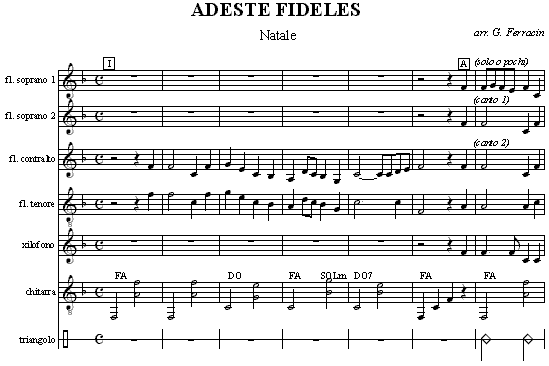 ADESTE FIDELES
Natale
arr. G. Ferracin
I
A
(solo o pochi)
fl. soprano 1
(canto 1)
fl. soprano 2
(canto 2)
fl. contralto
fl. tenore
xilofono
FA DO FA SOLm DO7 FA FA
chitarra
triangolo